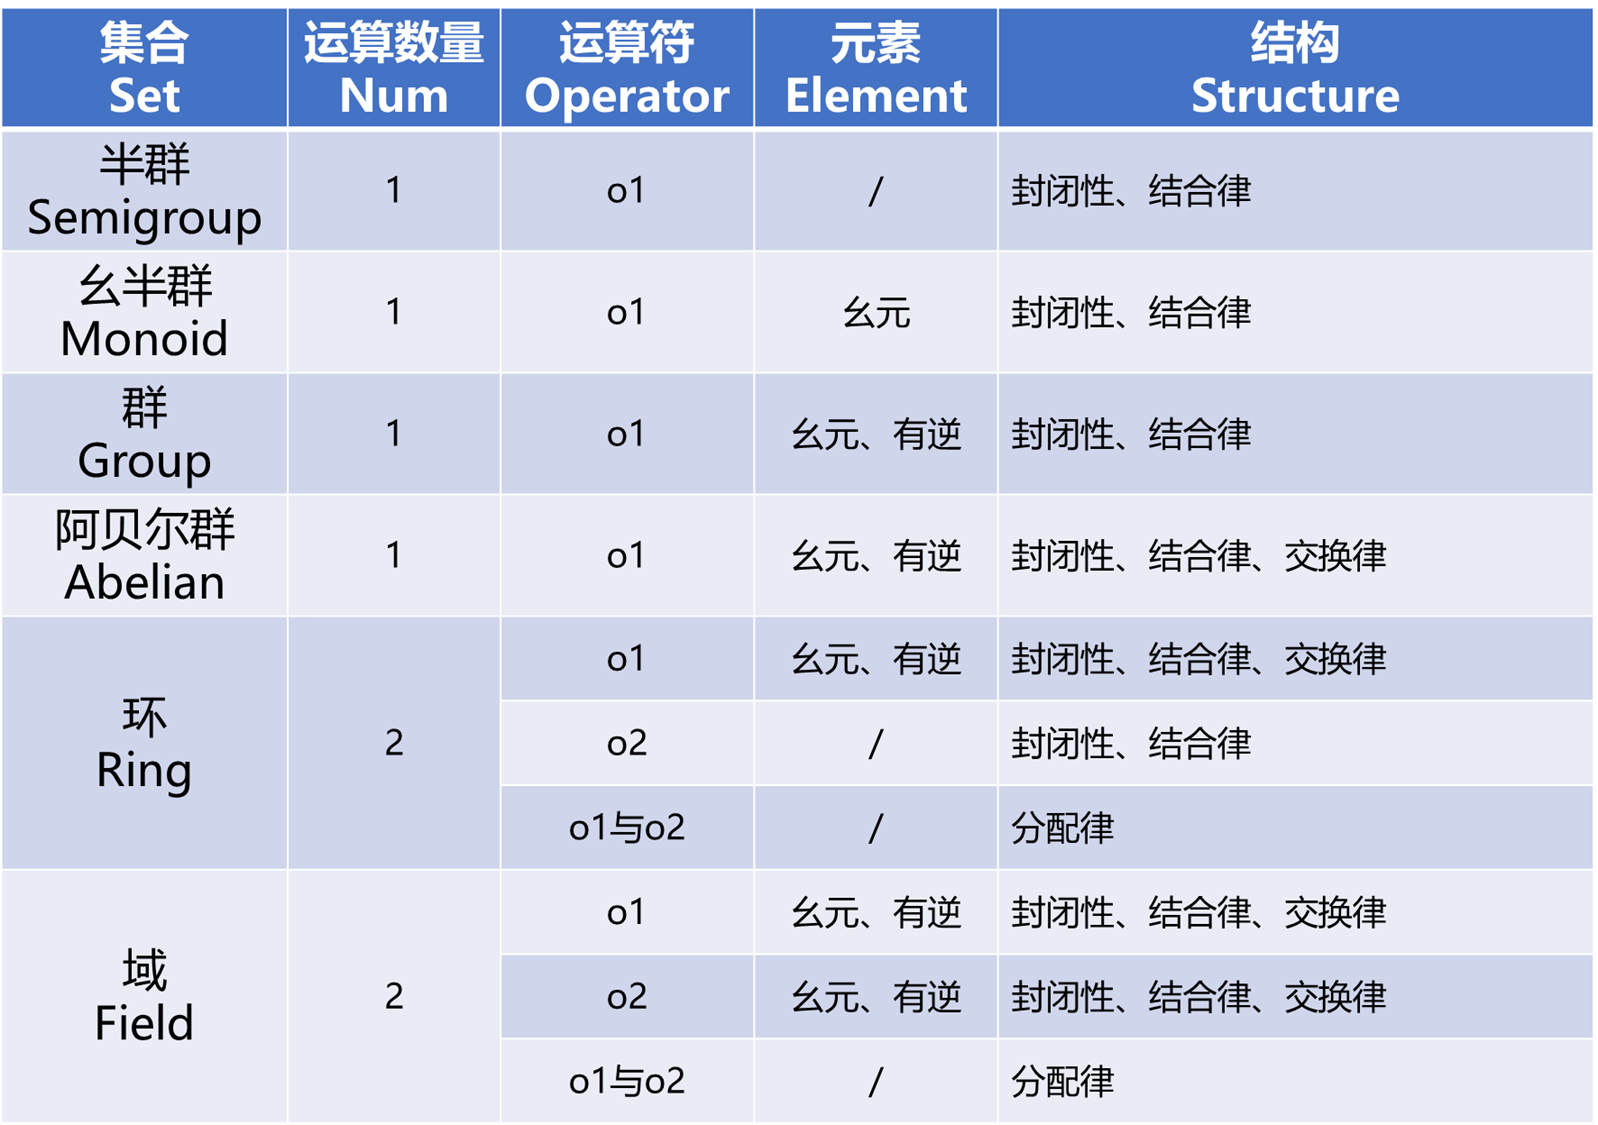 集合 运算数量 运算符 元素 结构
Set Num Operator Element Structure
半群
Semigroup
1 o1 / 封闭性、结合律
幺半群
Monoid
1 o1 幺元 封闭性、结合律
群
Group
1 o1 幺元、有逆 封闭性、结合律
阿贝尔群
Abelian
1 o1 幺元、有逆 封闭性、结合律、交换律
环
Ring
2
o1 幺元、有逆 封闭性、结合律、交换律
o2 / 封闭性、结合律
o1与o2 / 分配律
域
Field
2
o1 幺元、有逆 封闭性、结合律、交换律
o2 幺元、有逆 封闭性、结合律、交换律
o1与o2 / 分配律